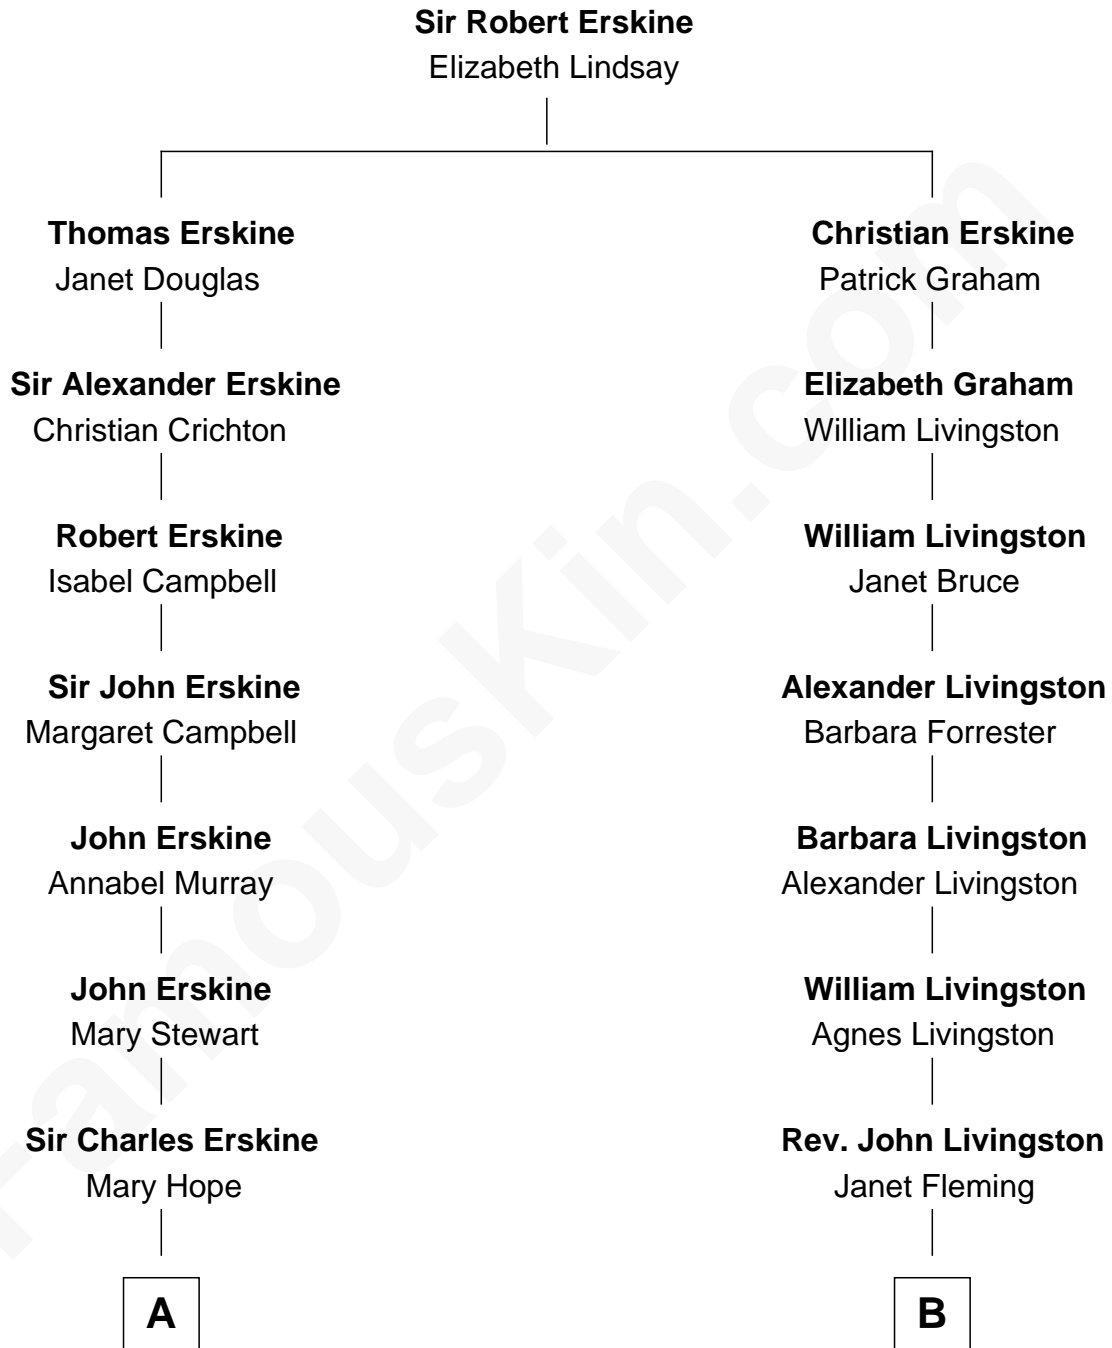 Sir Robert Erskine
Elizabeth Lindsay
Thomas Erskine
Janet Douglas
Christian Erskine
Patrick Graham
Sir Alexander Erskine
Christian Crichton
Elizabeth Graham
William Livingston
Robert Erskine
Isabel Campbell
William Livingston
Janet Bruce
Sir John Erskine
Margaret Campbell
Alexander Livingston
Barbara Forrester
John Erskine
Annabel Murray
Barbara Livingston
Alexander Livingston
John Erskine
Mary Stewart
William Livingston
Agnes Livingston
Sir Charles Erskine
Mary Hope
Rev. John Livingston
Janet Fleming
A
B
FamousKin.com